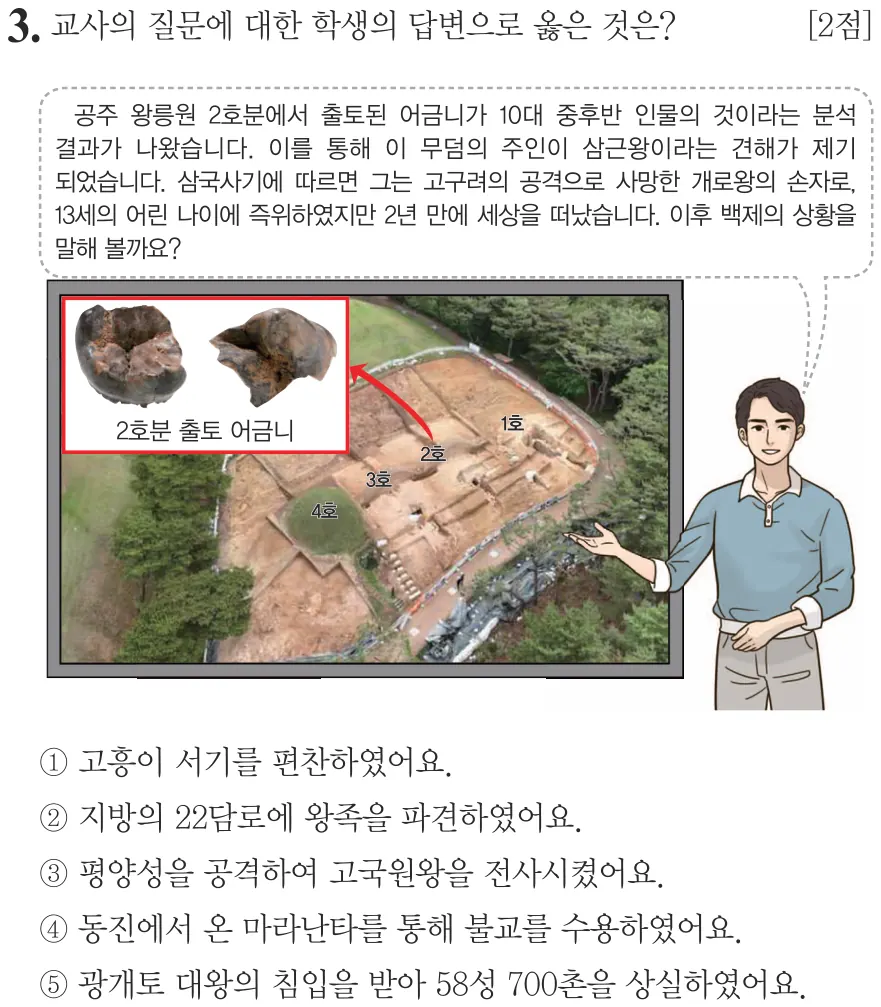 3. 교사의 질문에 대한 학생의 답변으로 옳은 것은? [2점]
공주 왕릉원 2호분에서 출토된 어금니가 10대 중후반 인물의 것이라는 분석
결과가 나왔습니다. 이를 통해 이 무덤의 주인이 삼근왕이라는 견해가 제기
되었습니다. 삼국사기에 따르면 그는 고구려의 공격으로 사망한 개로왕의 손자로,
13세의 어린 나이에 즉위하였지만 2년 만에 세상을 떠났습니다. 이후 백제의 상황을
말해 볼까요?
2호분 출토 어금니
1호
2호
3호
4호
① 고흥이 서기를 편찬하였어요.
② 지방의 22담로에 왕족을 파견하였어요.
③ 평양성을 공격하여 고국원왕을 전사시켰어요.
④ 동진에서 온 마라난타를 통해 불교를 수용하였어요.
⑤ 광개토 대왕의 침입을 받아 58성 700촌을 상실하였어요.